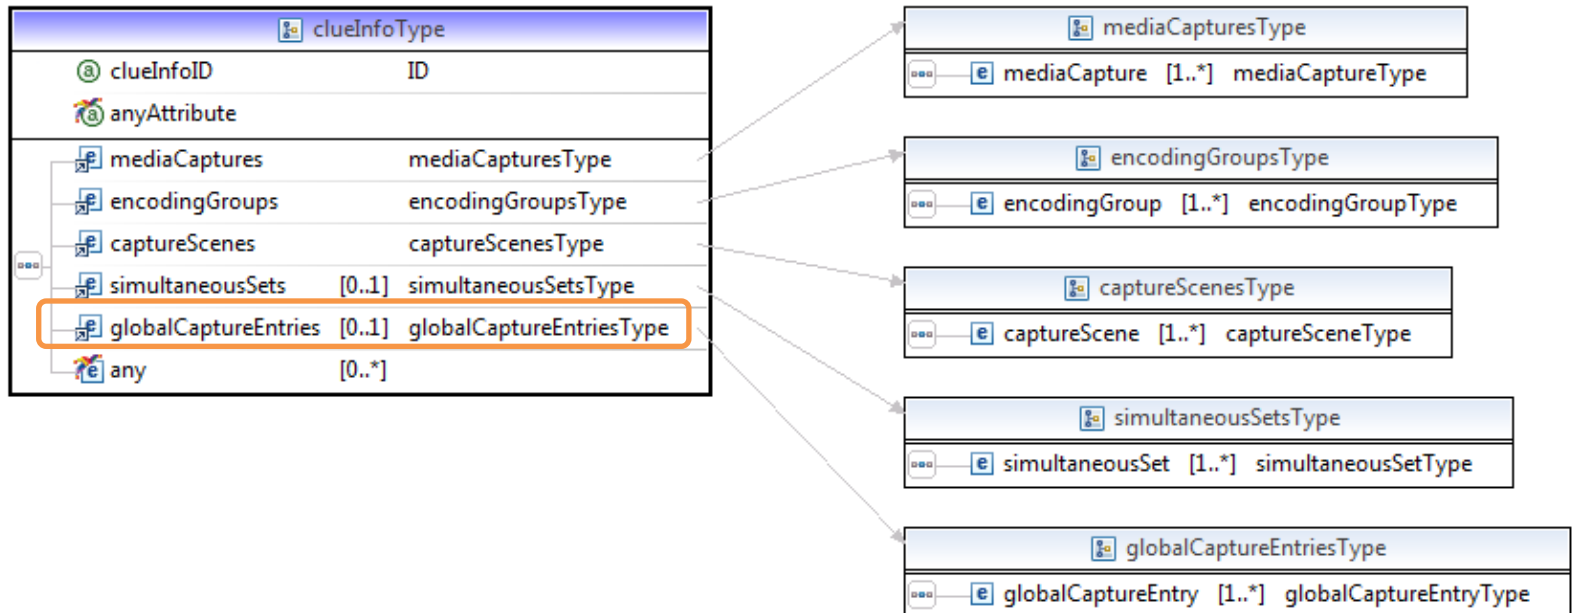 clueInfoType
clueInfoID ID
anyAttribute
mediaCaptures mediaCapturesType
encodingGroups encodingGroupsType
captureScenes captureScenesType
simultaneousSets [0..1] simultaneousSetsType
globalCaptureEntries [0..1] globalCaptureEntriesType
any [0..*]
mediaCapturesType
mediaCapture [1..*] mediaCaptureType
encodingGroupsType
encodingGroup [1..*] encodingGroupType
captureScenesType
captureScene [1..*] captureSceneType
simultaneousSetsType
simultaneousSet [1..*] simultaneousSetType
globalCaptureEntriesType
globalCaptureEntry [1..*] globalCaptureEntryType